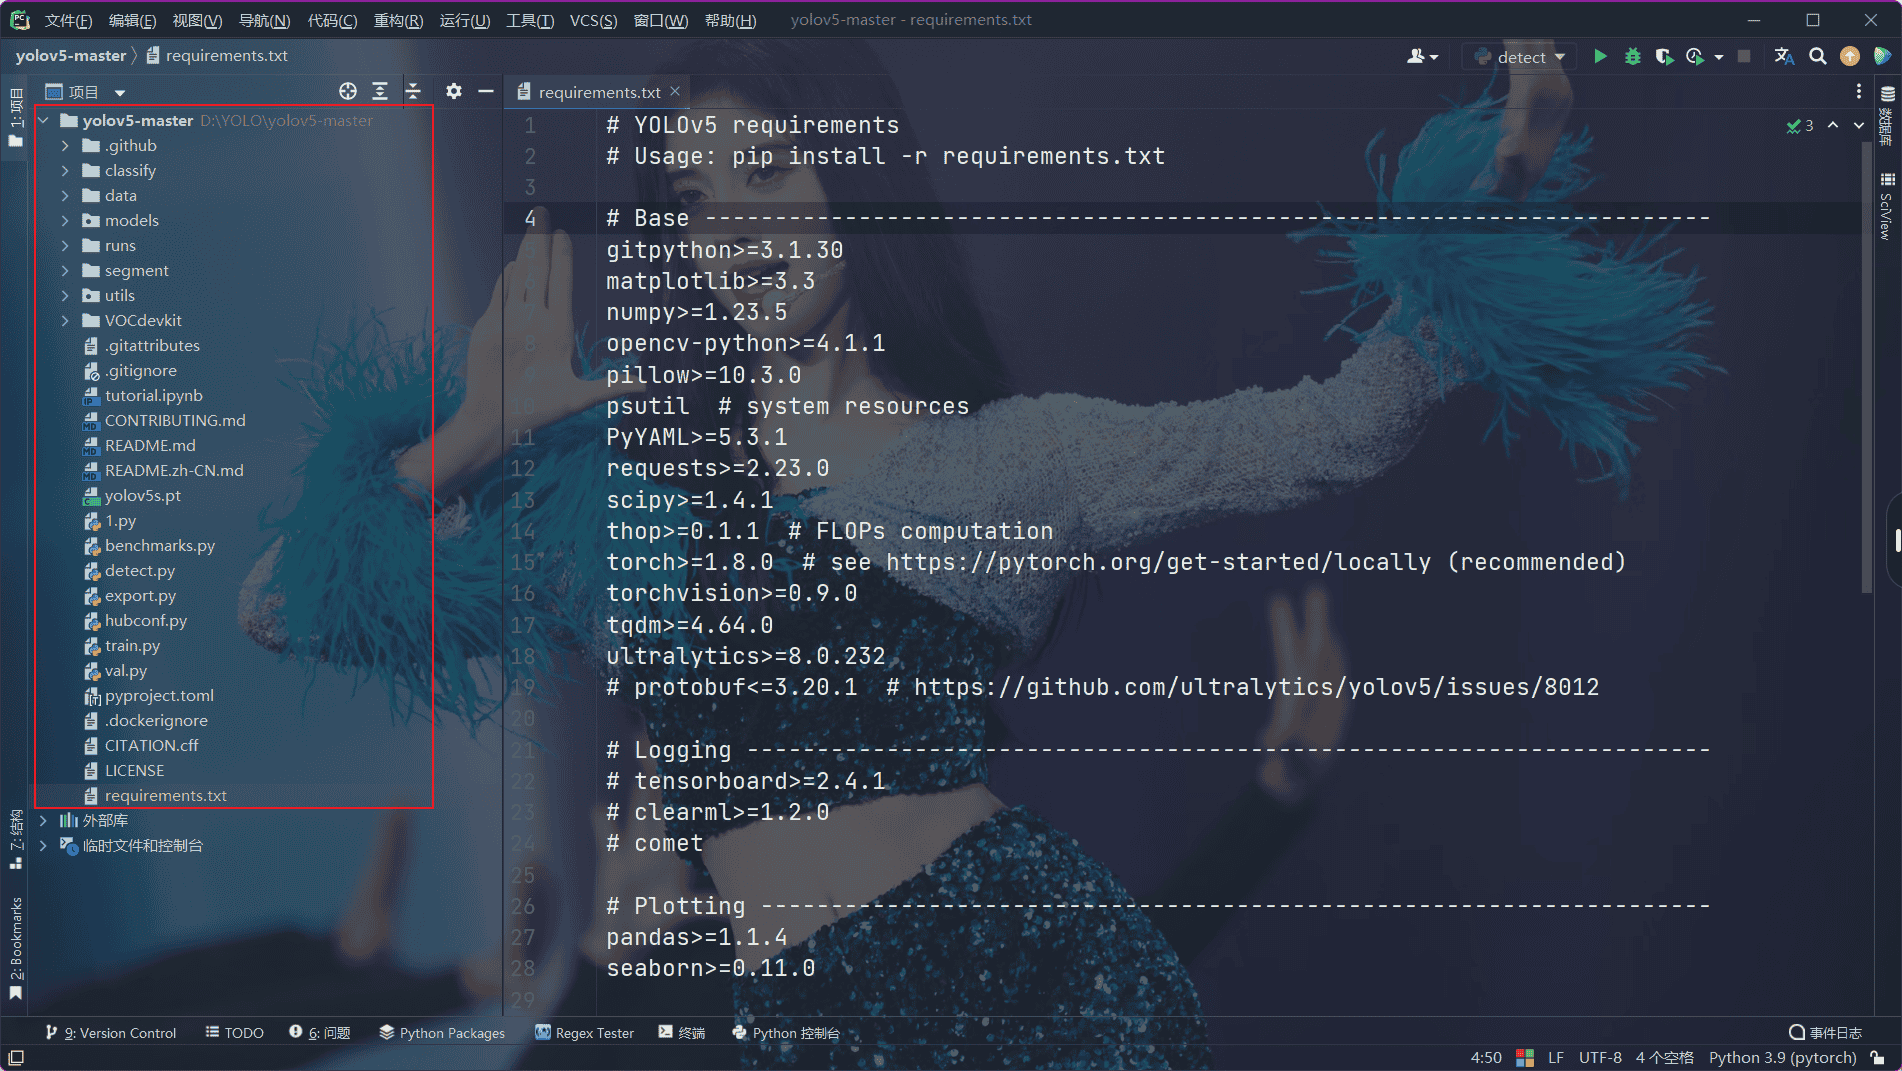 文件(F) 编辑(E) 视图(V) 导航(N) 代码(C) 重构(R) 运行(U) 工具(T) VCS(S) 窗口(W) 帮助(H) yolov5-master - requirements.txt
yolov5-master requirements.txt detect
1: 项目
项目
yolov5-master D:\YOLO\yolov5-master
.github
classify
data
models
runs
segment
utils
VOCdevkit
.gitattributes
.gitignore
tutorial.ipynb
CONTRIBUTING.md
README.md
README.zh-CN.md
yolov5s.pt
1.py
benchmarks.py
detect.py
export.py
hubconf.py
train.py
val.py
pyproject.toml
.dockerignore
CITATION.cff
LICENSE
requirements.txt
外部库
临时文件和控制台
7: 结构
2: Bookmarks
requirements.txt
3
1 # YOLOv5 requirements
2 # Usage: pip install -r requirements.txt
3
4 # Base ------------------------------------------------------------------------
gitpython>=3.1.30
matplotlib>=3.3
numpy>=1.23.5
opencv-python>=4.1.1
pillow>=10.3.0
psutil  # system resources
11 PyYAML>=5.3.1
12 requests>=2.23.0
13 scipy>=1.4.1
14 thop>=0.1.1  # FLOPs computation
15 torch>=1.8.0  # see https://pytorch.org/get-started/locally (recommended)
16 torchvision>=0.9.0
17 tqdm>=4.64.0
18 ultralytics>=8.0.232
19 # protobuf<=3.20.1  # https://github.com/ultralytics/yolov5/issues/8012
20
21 # Logging ---------------------------------------------------------------------
22 # tensorboard>=2.4.1
23 # clearml>=1.2.0
24 # comet
25
26 # Plotting --------------------------------------------------------------------
27 pandas>=1.1.4
28 seaborn>=0.11.0
29
数据库
SciView
9: Version Control TODO 6: 问题 Python Packages Regex Tester 终端 Python 控制台 事件日志
4:50 LF UTF-8 4 个空格 Python 3.9 (pytorch)